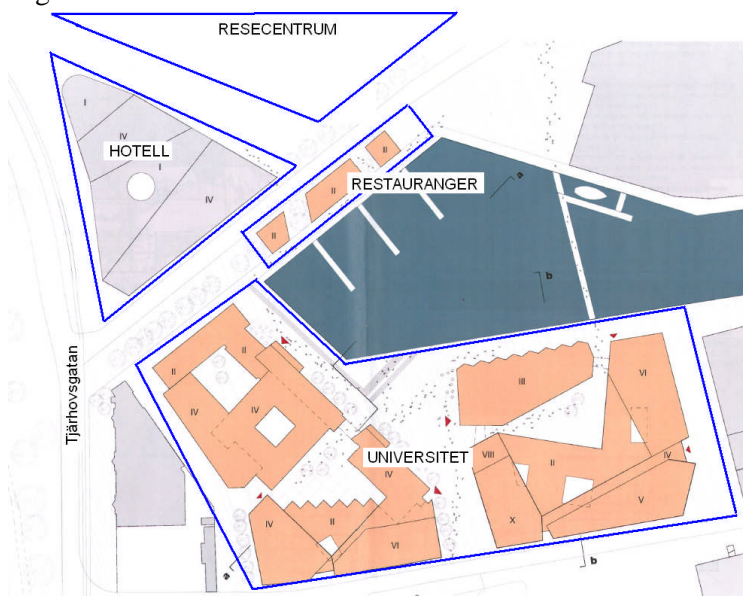 RESECENTRUM
I
IV
HOTELL
I
IV
II
RESTAURANGER
II
II
a
b
Tjärhovsgatan
II
II
IV
IV
III
VI
UNIVERSITET
IV
VIII
II
IV
IV
II
VI
X
V
a
b